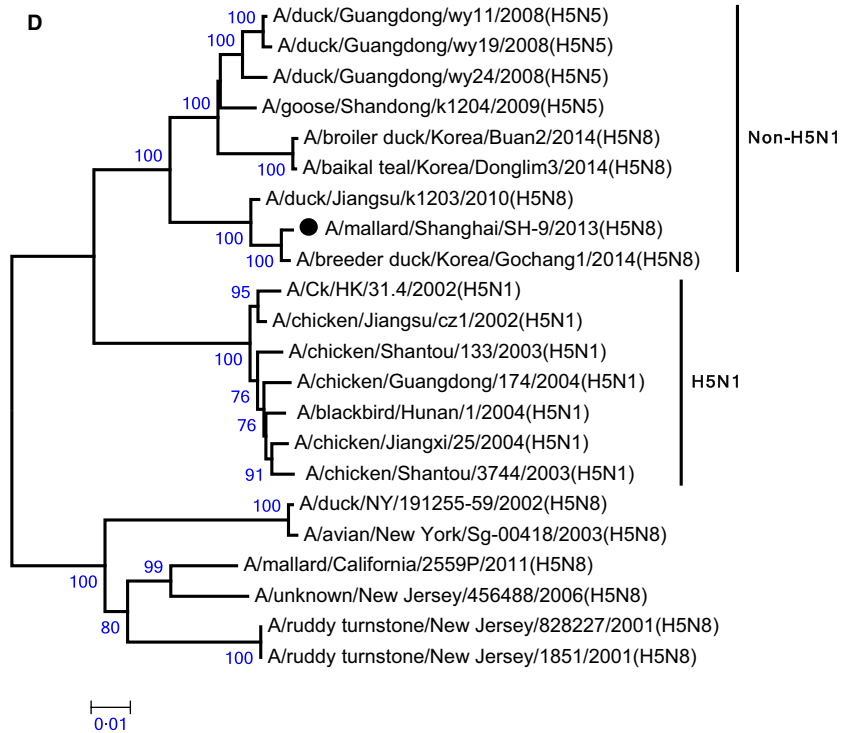 D
100
A/duck/Guangdong/wy11/2008(H5N5)
100
A/duck/Guangdong/wy19/2008(H5N5)
A/duck/Guangdong/wy24/2008(H5N5)
100
A/goose/Shandong/k1204/2009(H5N5)
A/broiler duck/Korea/Buan2/2014(H5N8)
Non-H5N1
100
100
A/baikal teal/Korea/Donglim3/2014(H5N8)
A/duck/Jiangsu/k1203/2010(H5N8)
A/mallard/Shanghai/SH-9/2013(H5N8)
100
100
A/breeder duck/Korea/Gochang1/2014(H5N8)
95
A/Ck/HK/31.4/2002(H5N1)
A/chicken/Jiangsu/cz1/2002(H5N1)
100
A/chicken/Shantou/133/2003(H5N1)
A/chicken/Guangdong/174/2004(H5N1)
H5N1
76
A/blackbird/Hunan/1/2004(H5N1)
76
A/chicken/Jiangxi/25/2004(H5N1)
91
A/chicken/Shantou/3744/2003(H5N1)
100
A/duck/NY/191255-59/2002(H5N8)
A/avian/New York/Sg-00418/2003(H5N8)
99
A/mallard/California/2559P/2011(H5N8)
100
A/unknown/New Jersey/456488/2006(H5N8)
80
A/ruddy turnstone/New Jersey/828227/2001(H5N8)
100
A/ruddy turnstone/New Jersey/1851/2001(H5N8)
0·01